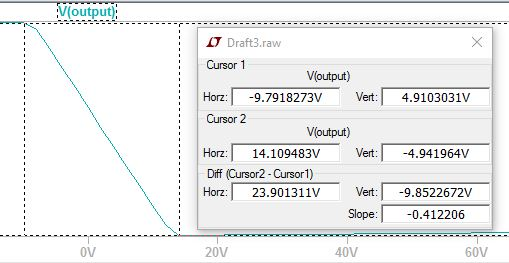 V(output)
Draft3.raw
Cursor 1
V(output)
Horz: -9.7918273V Vert: 4.9103031V
Cursor 2
V(output)
Horz: 14.109483V Vert: -4.941964V
Diff (Cursor2 - Cursor1)
Horz: 23.901311V Vert: -9.8522672V
Slope: -0.412206
0V 20V 40V 60V